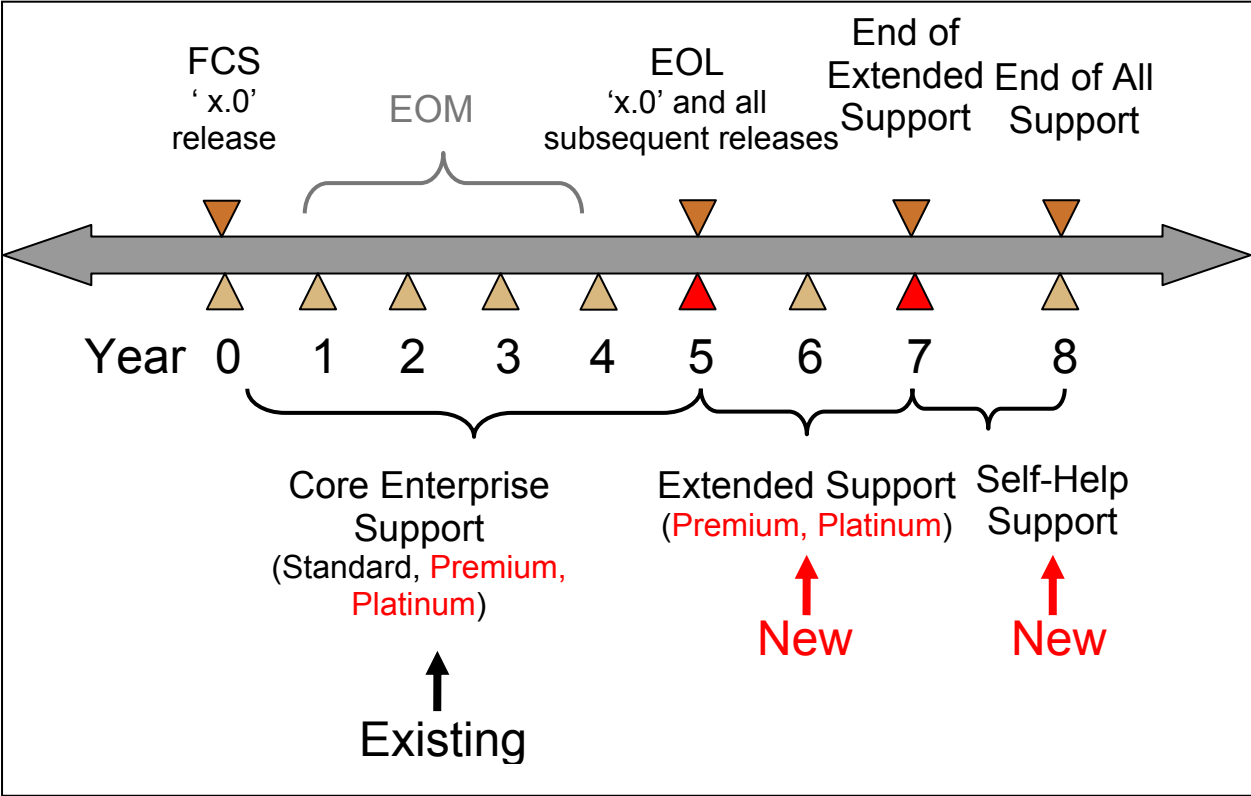 FCS
‘ x.0’
release
EOM
EOL
‘x.0’ and all
subsequent releases
End of
Extended
Support
End of All
Support
Year 0 1 2 3 4 5 6 7 8
Core Enterprise
Support
(Standard, Premium,
Platinum)
Existing
Extended Support
(Premium, Platinum)
New
Self-Help
Support
New